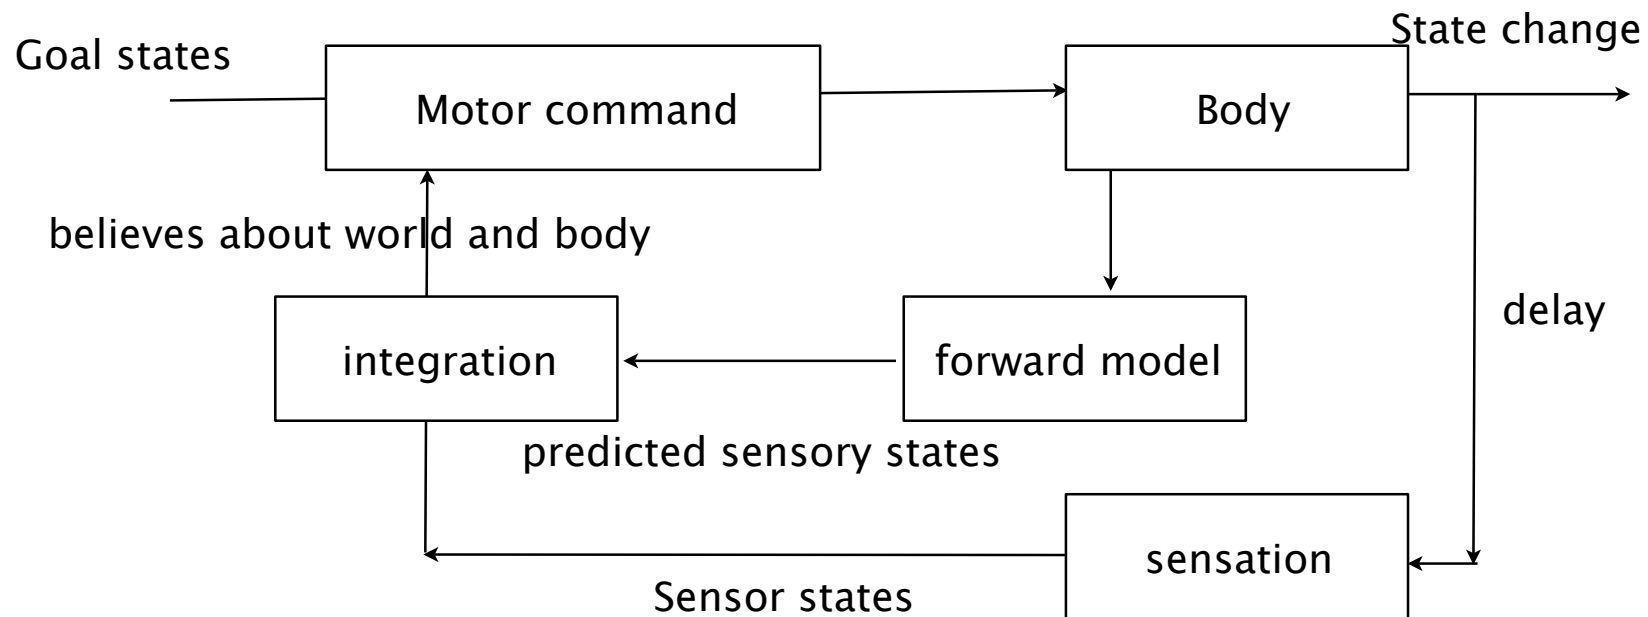 State change
Goal states
Motor command
Body
believes about world and body
delay
integration
forward model
predicted sensory states
sensation
Sensor states